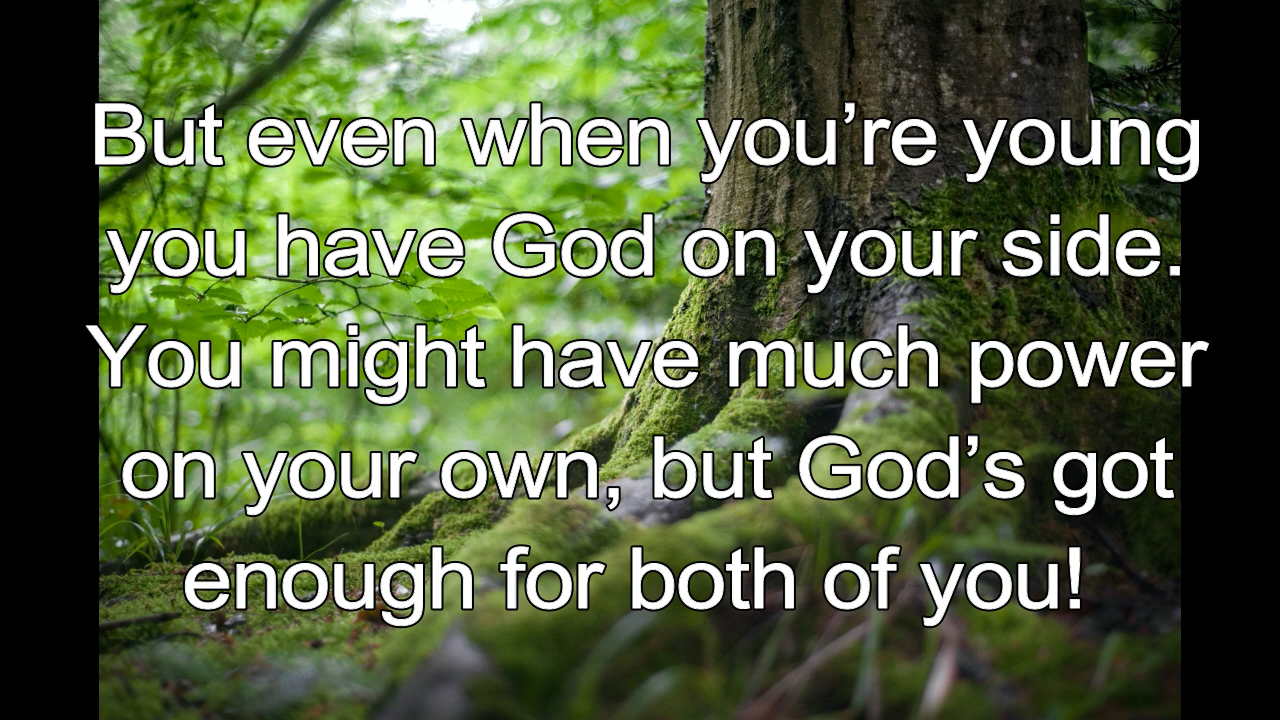 But even when you’re young
you have God on your side.
You might have much power
on your own, but God’s got
enough for both of you!